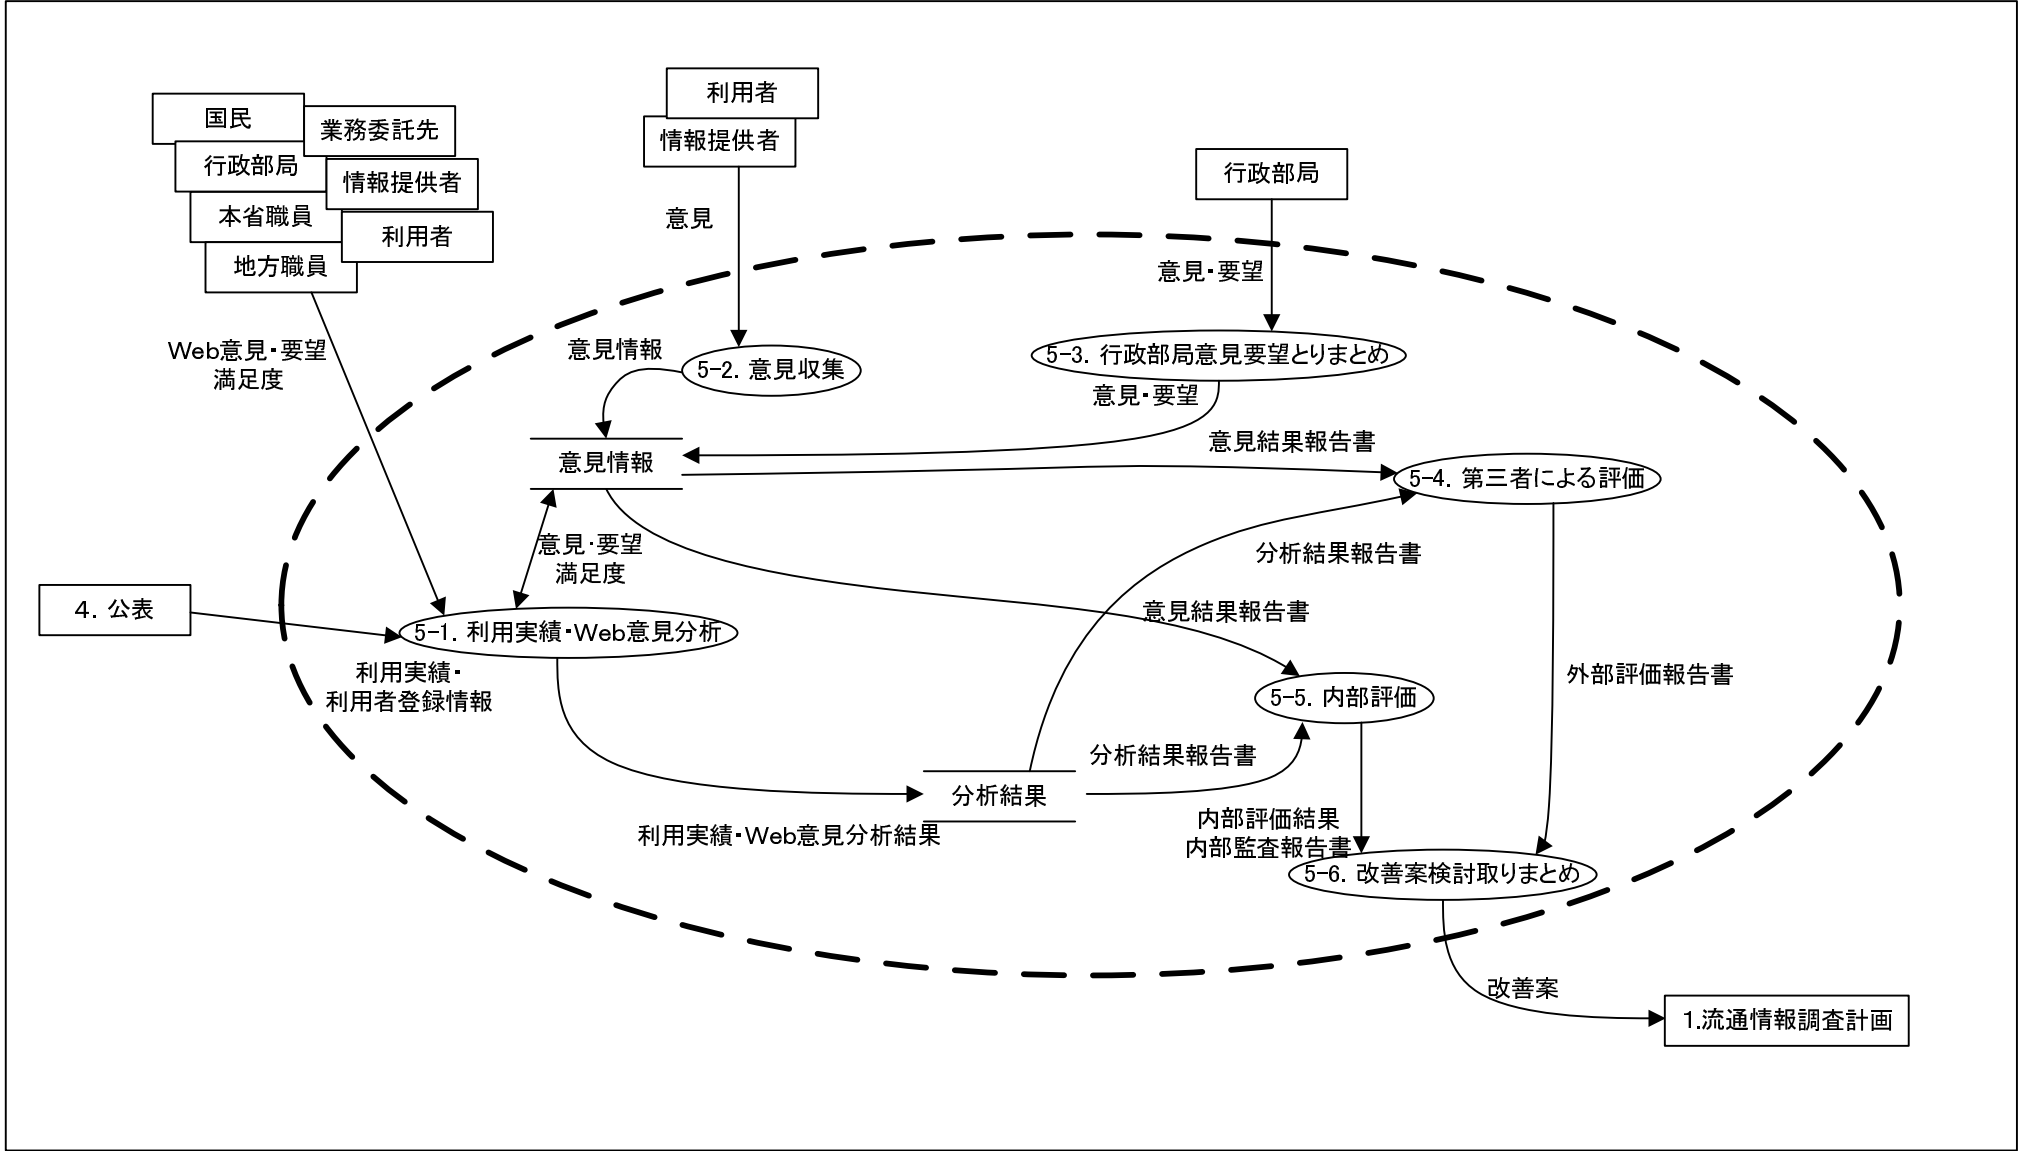 利用者
国民
業務委託先
情報提供者
行政部局
行政部局
情報提供者
本省職員
意見
利用者
地方職員
意見・要望
Web意見・要望
満足度
意見情報
5-2. 意見収集
5-3. 行政部局意見要望とりまとめ
意見・要望
意見情報
意見結果報告書
5-4. 第三者による評価
意見・要望
満足度
分析結果報告書
4. 公表
意見結果報告書
5-1. 利用実績・Web意見分析
利用実績・
利用者登録情報
外部評価報告書
5-5. 内部評価
分析結果報告書
分析結果
利用実績・Web意見分析結果
内部評価結果
内部監査報告書
5-6. 改善案検討取りまとめ
改善案
1.流通情報調査計画